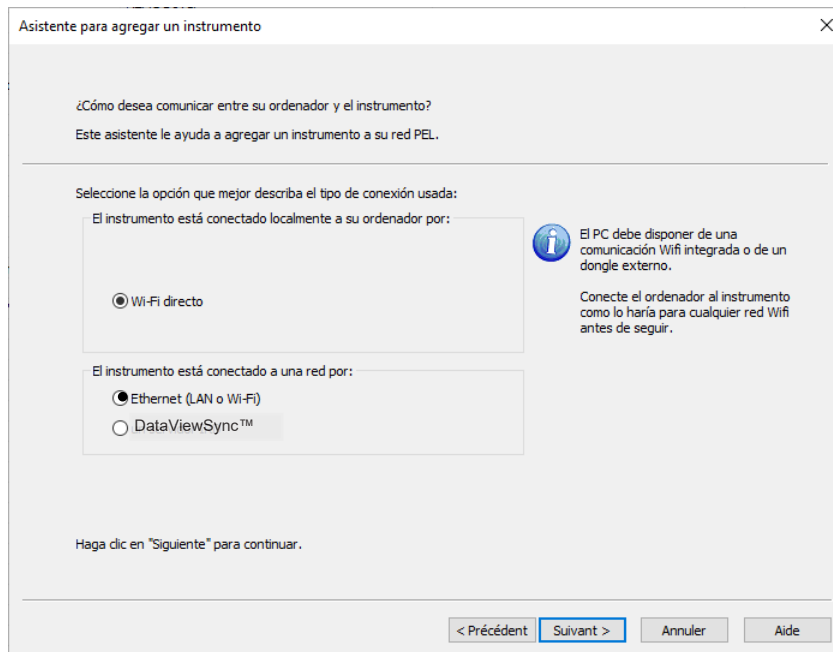 Asistente para agregar un instrumento
¿Cómo desea comunicar entre su ordenador y el instrumento?
Este asistente le ayuda a agregar un instrumento a su red PEL.
Seleccione la opción que mejor describa el tipo de conexión usada:
El instrumento está conectado localmente a su ordenador por:
Wi-Fi directo
El PC debe disponer de una
comunicación Wifi integrada o de un
dongle externo.
Conecte el ordenador al instrumento
como lo haría para cualquier red Wifi
antes de seguir.
El instrumento está conectado a una red por:
Ethernet (LAN o Wi-Fi)
DataViewSync™
Haga clic en "Siguiente" para continuar.
< Précédent Suivant > Annuler Aide